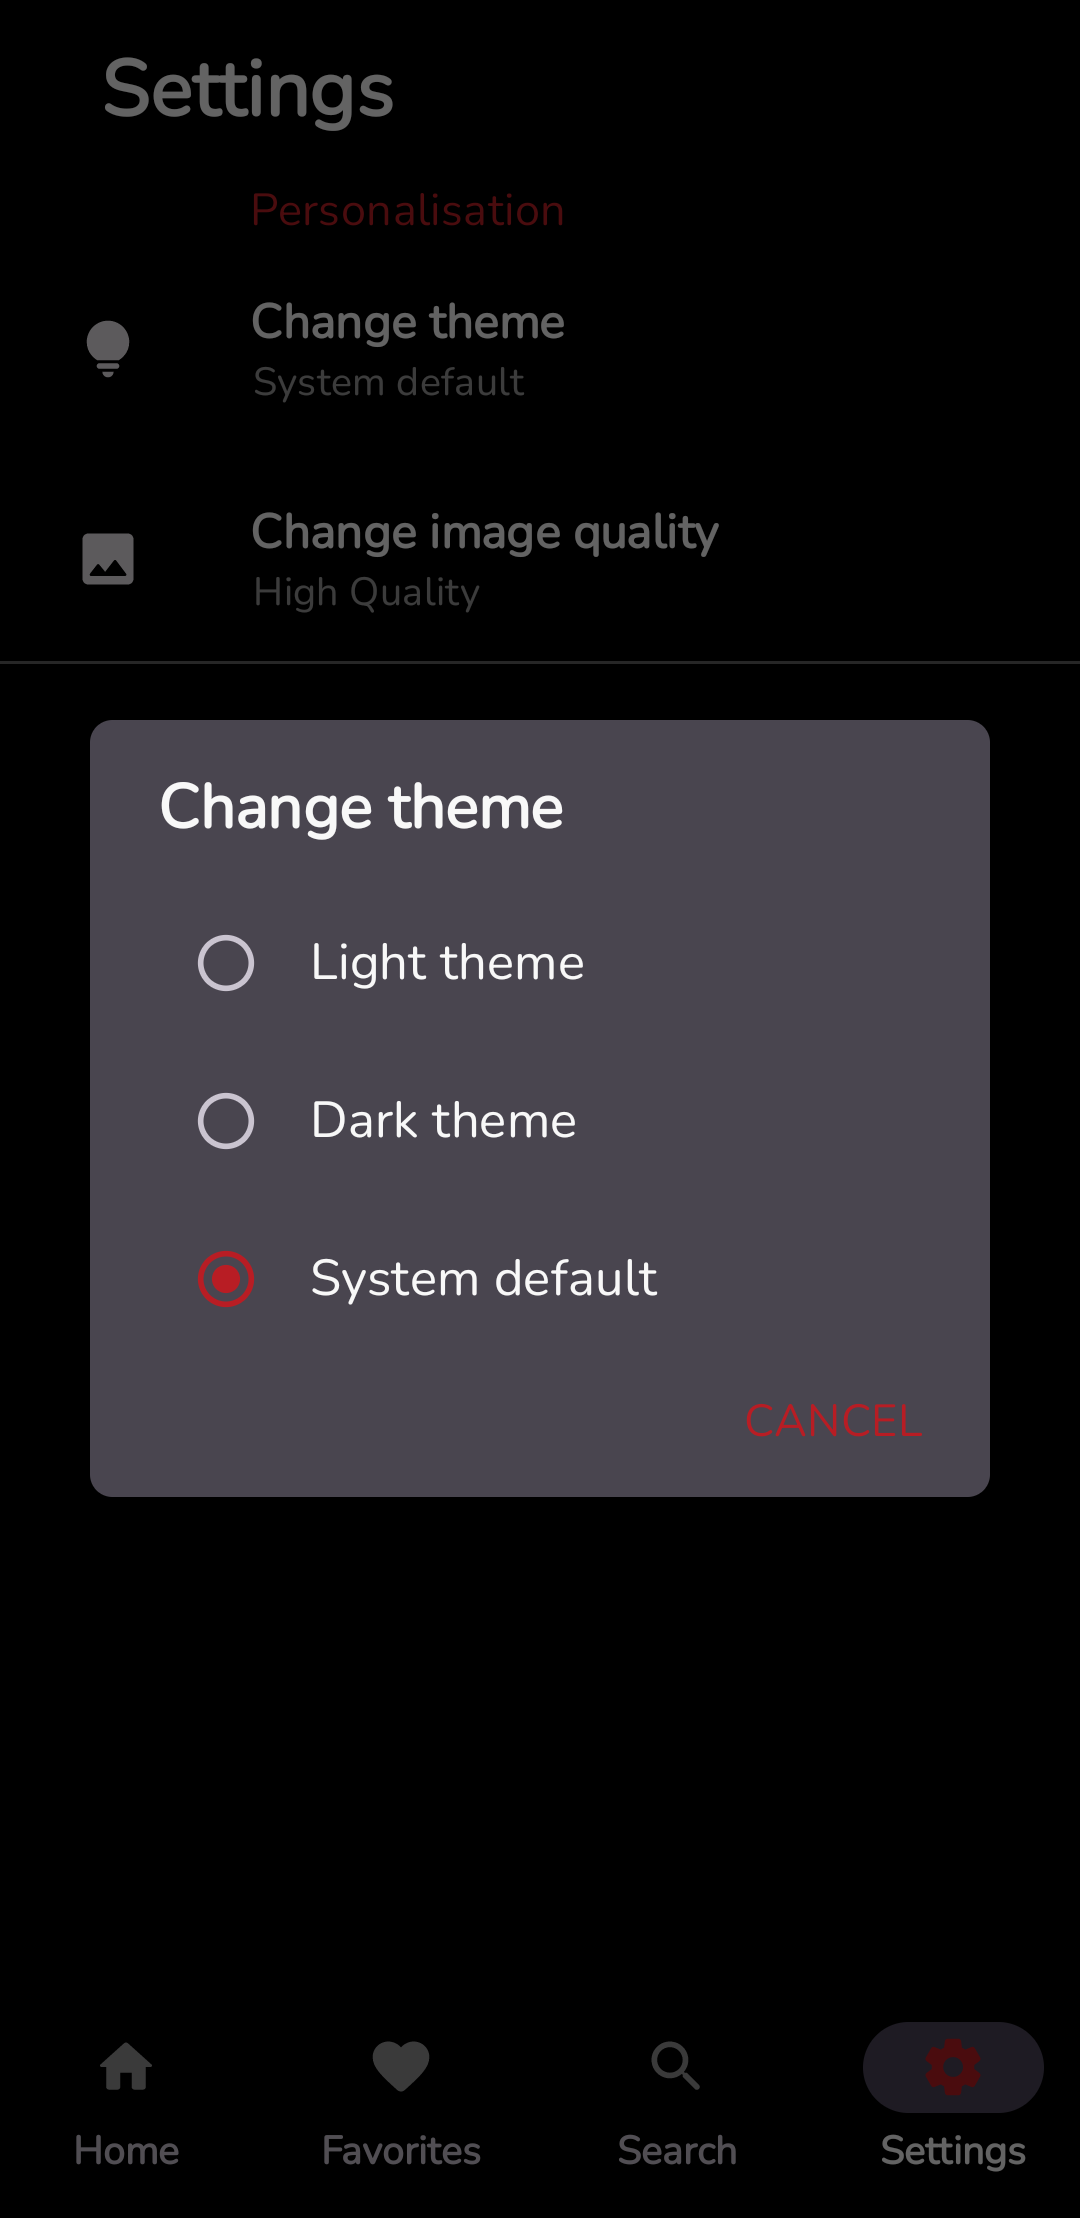 Settings
Personalisation
Change theme
System default
Change image quality
High Quality
Change theme
Light theme
Dark theme
System default
CANCEL
Home
Favorites
Search
Settings